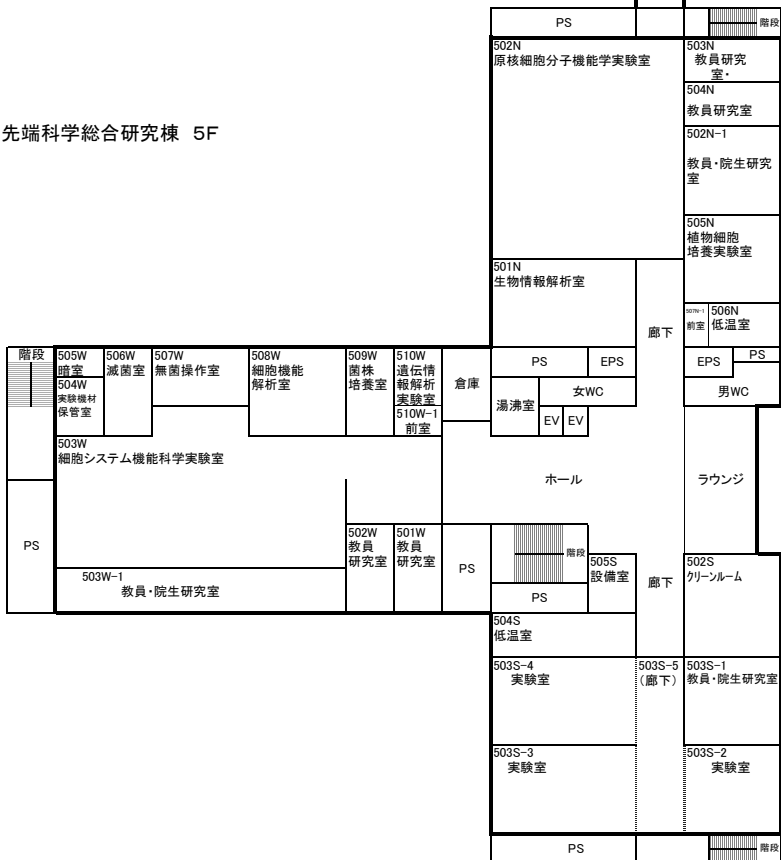 先端科学総合研究棟 5F
PS
階段
502N
原核細胞分子機能学実験室
503N
教員研究
室・
504N
教員研究室
502N-1
教員・院生研究
室
505N
植物細胞
培養実験室
501N
生物情報解析室
廊下
507N-1
前室
506N
低温室
PS
EPS
EPS
PS
湯沸室
女WC
男WC
EV
EV
階段
505W
暗室
504W
実験機材
保管室
506W
滅菌室
507W
無菌操作室
508W
細胞機能
解析室
509W
菌株
培養室
510W
遺伝情
報解析
実験室
510W-1
前室
倉庫
503W
細胞システム機能科学実験室
ホール
ラウンジ
PS
503W-1
教員・院生研究室
502W
教員
研究室
501W
教員
研究室
PS
階段
PS
505S
設備室
廊下
502S
クリーンルーム
504S
低温室
503S-4
実験室
503S-5
(廊下)
503S-1
教員・院生研究室
503S-3
実験室
503S-2
実験室
PS
階段